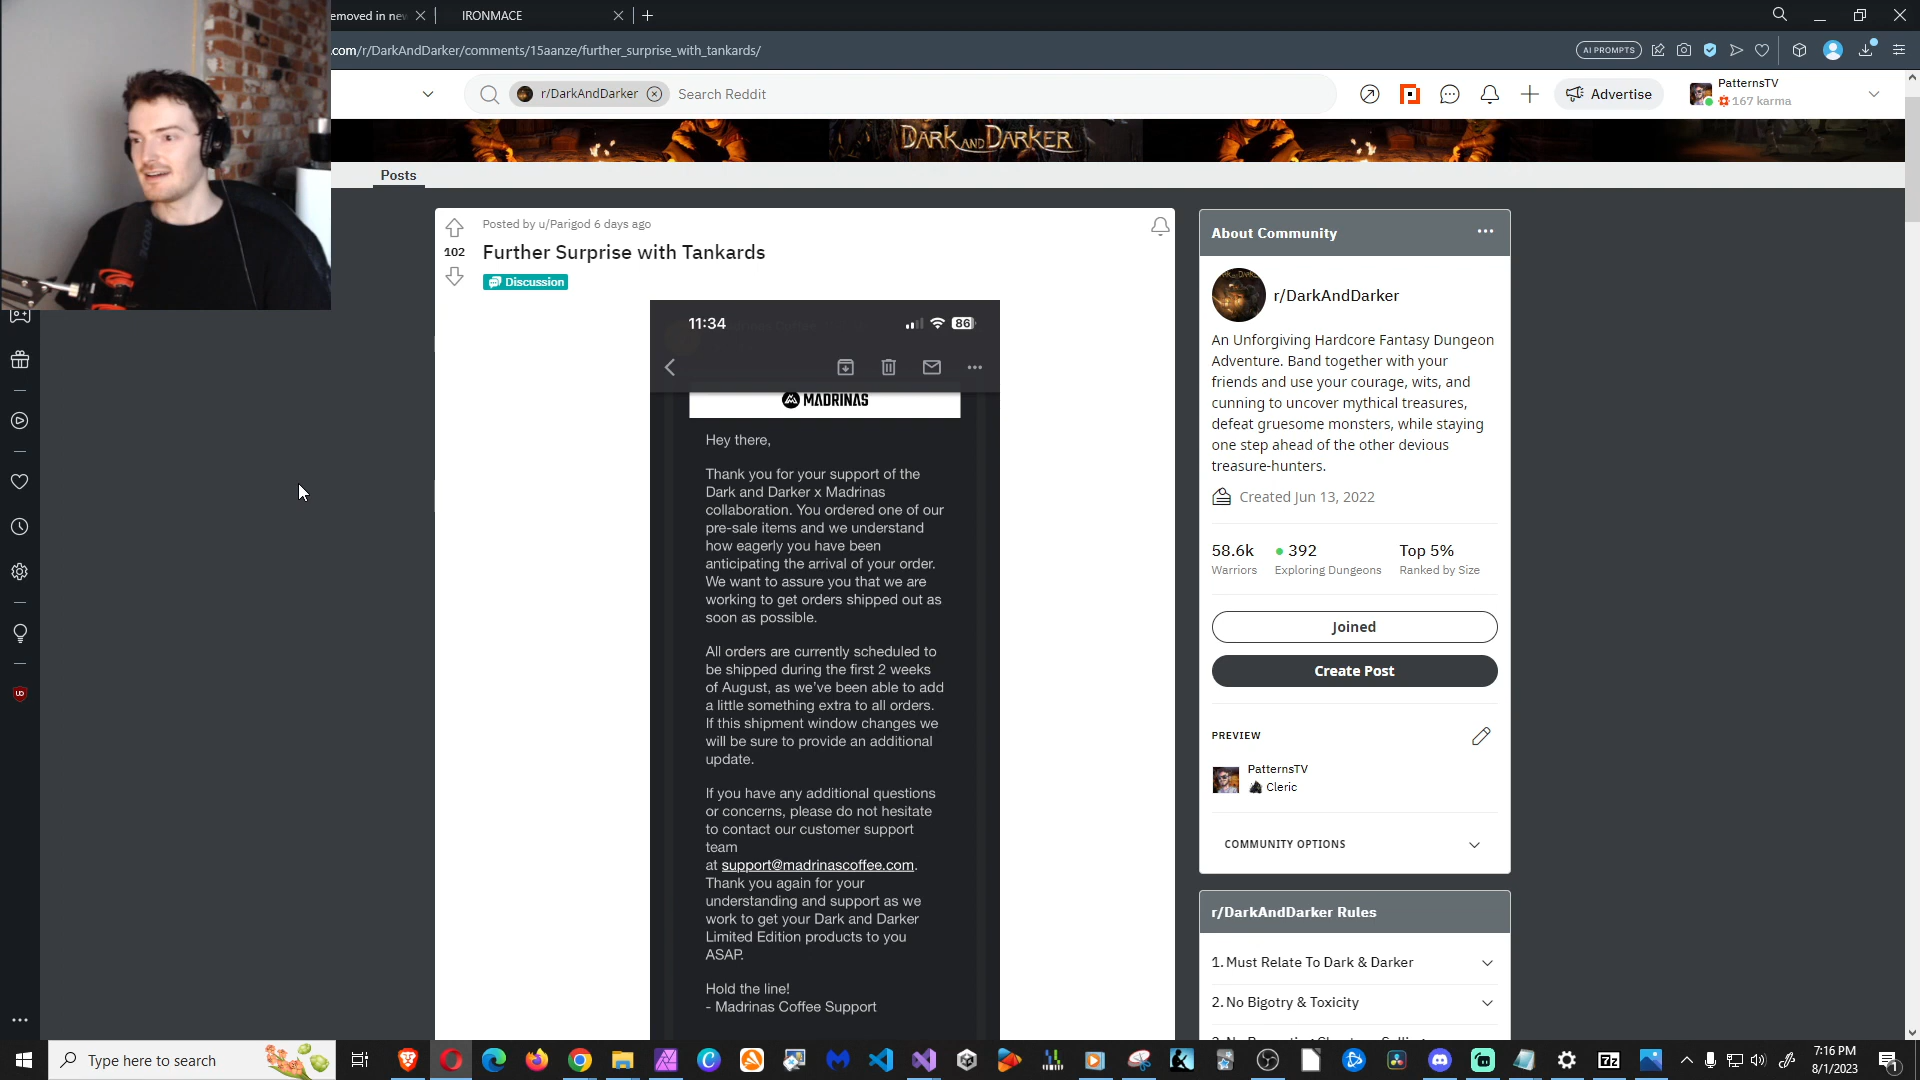 emoved in new
IRONMACE
.com/r/DarkAndDarker/comments/15aanze/further_surprise_with_tankards/
AI PROMPTS
r/DarkAndDarker
Search Reddit
Advertise
PatternsTV
167 karma
DARK AND DARKER
Posts
Posted by u/Parigod 6 days ago
102
Further Surprise with Tankards
Discussion
11:34
86
MADRINAS
Hey there,
Thank you for your support of the
Dark and Darker x Madrinas
collaboration. You ordered one of our
pre-sale items and we understand
how eagerly you have been
anticipating the arrival of your order.
We want to assure you that we are
working to get orders shipped out as
soon as possible.
All orders are currently scheduled to
be shipped during the first 2 weeks
of August, as we've been able to add
a little something extra to all orders.
If this shipment window changes we
will be sure to provide an additional
update.
If you have any additional questions
or concerns, please do not hesitate
to contact our customer support
team
at support@madrinascoffee.com.
Thank you again for your
understanding and support as we
work to get your Dark and Darker
Limited Edition products to you
ASAP.
Hold the line!
- Madrinas Coffee Support
About Community
r/DarkAndDarker
An Unforgiving Hardcore Fantasy Dungeon
Adventure. Band together with your
friends and use your courage, wits, and
cunning to uncover mythical treasures,
defeat gruesome monsters, while staying
one step ahead of the other devious
treasure-hunters.
Created Jun 13, 2022
58.6k
392
Top 5%
Warriors
Exploring Dungeons
Ranked by Size
Joined
Create Post
PREVIEW
PatternsTV
Cleric
COMMUNITY OPTIONS
r/DarkAndDarker Rules
1. Must Relate To Dark & Darker
2. No Bigotry & Toxicity
Type here to search
7:16 PM
8/1/2023